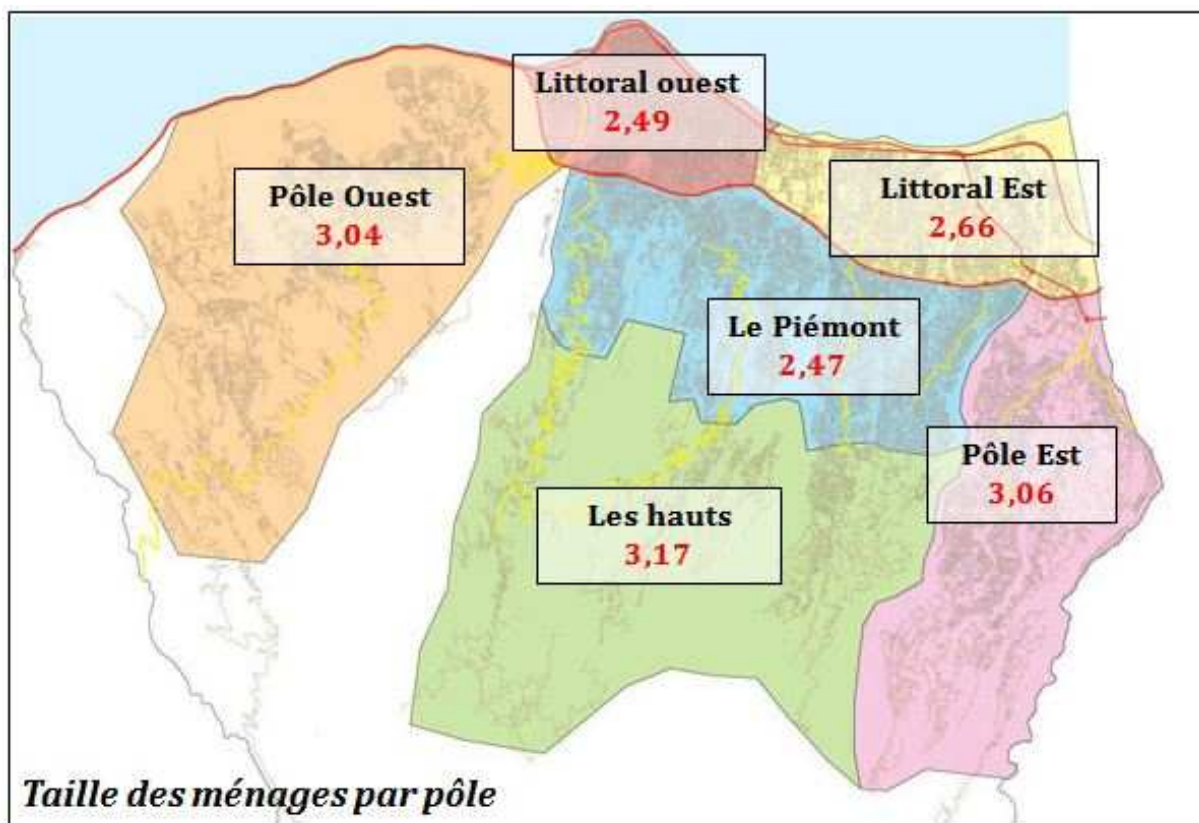 Littoral ouest
2,49
Pôle Ouest
3,04
Littoral Est
2,66
Le Piémont
2,47
Pôle Est
3,06
Les hauts
3,17
Taille des ménages par pôle